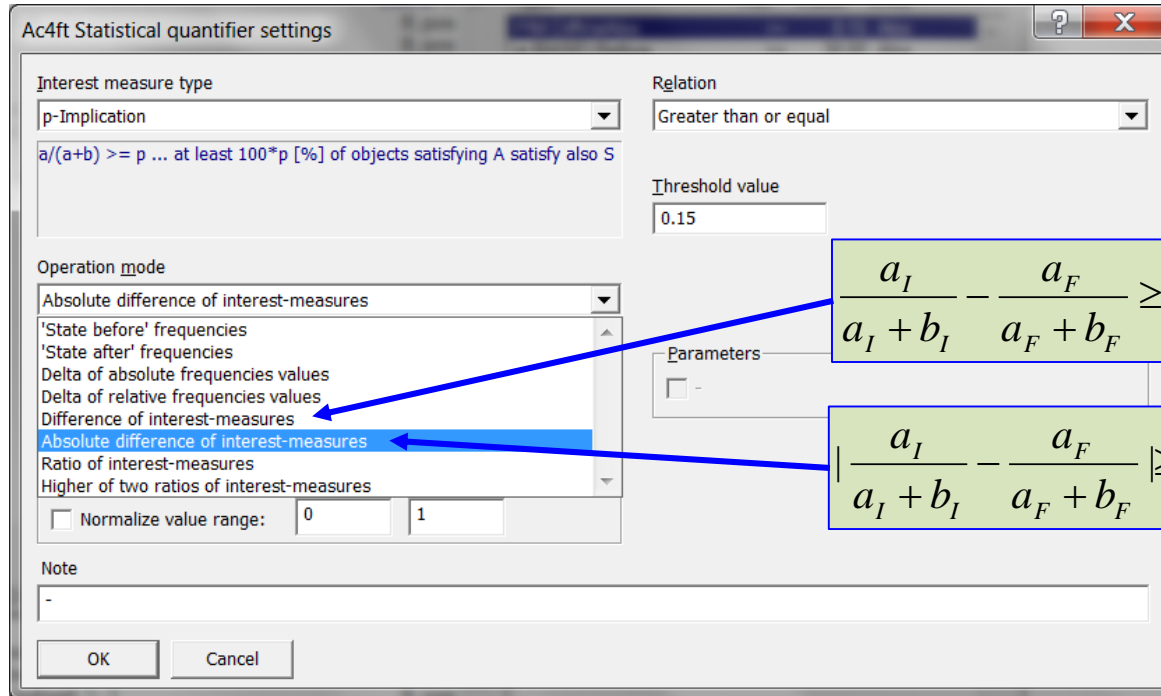 Ac4ft Statistical quantifier settings
? X
Interest measure type
p-Implication
a/(a+b) >= p ... at least 100*p [%] of objects satisfying A satisfy also S
Relation
Greater than or equal
Threshold value
0.15
Operation mode
Absolute difference of interest-measures
'State before' frequencies
'State after' frequencies
Delta of absolute frequencies values
Delta of relative frequencies values
Difference of interest-measures
Absolute difference of interest-measures
Ratio of interest-measures
Higher of two ratios of interest-measures
Parameters
-
a_I/(a_I + b_I) − a_F/(a_F + b_F) ≥
|a_I/(a_I + b_I) − a_F/(a_F + b_F)| ≥
Normalize value range: 0 1
Note
-
OK Cancel